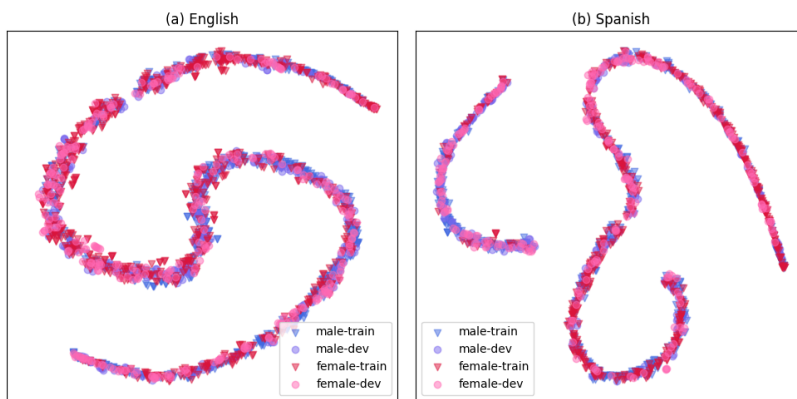 (a) English
male-train
male-dev
female-train
female-dev
(b) Spanish
male-train
male-dev
female-train
female-dev